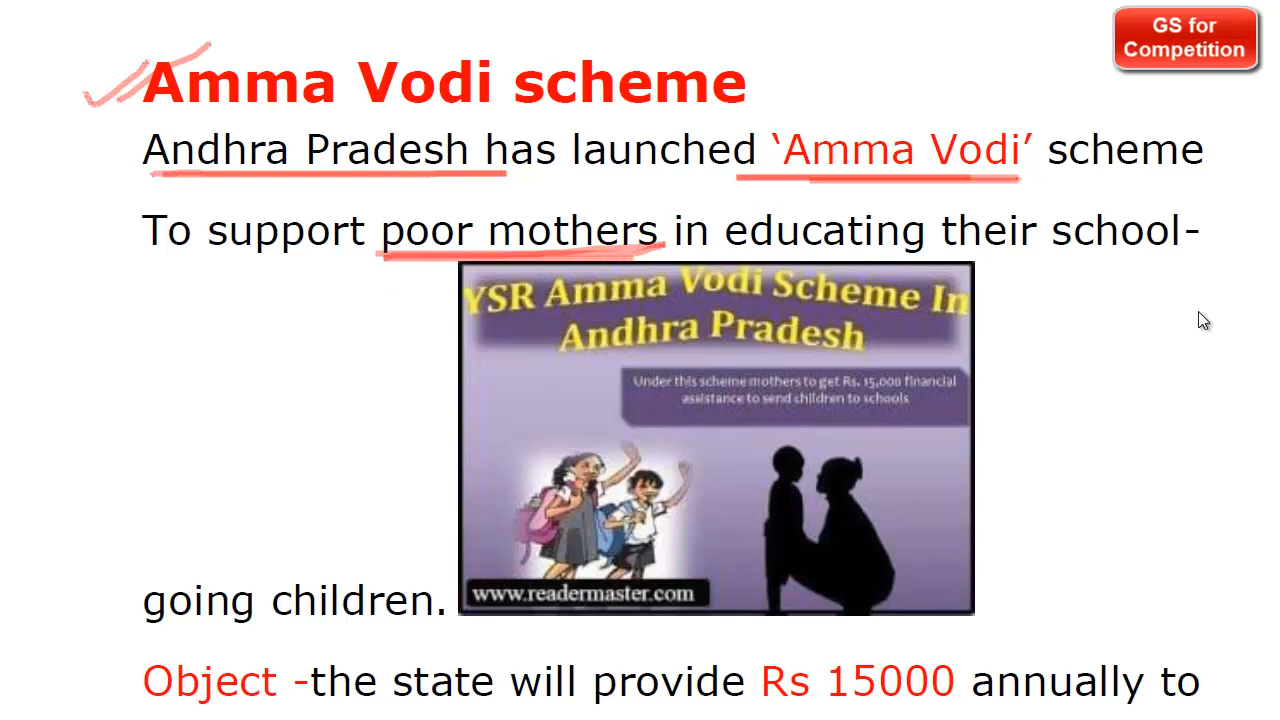 GS for
Competition
Amma Vodi scheme
Andhra Pradesh has launched ‘Amma Vodi’ scheme
To support poor mothers in educating their school-
YSR Amma Vodi Scheme In
Andhra Pradesh
Under this scheme mothers to get Rs. 15,000 financial
assistance to send children to schools
www.readermaster.com
going children.
Object -the state will provide Rs 15000 annually to